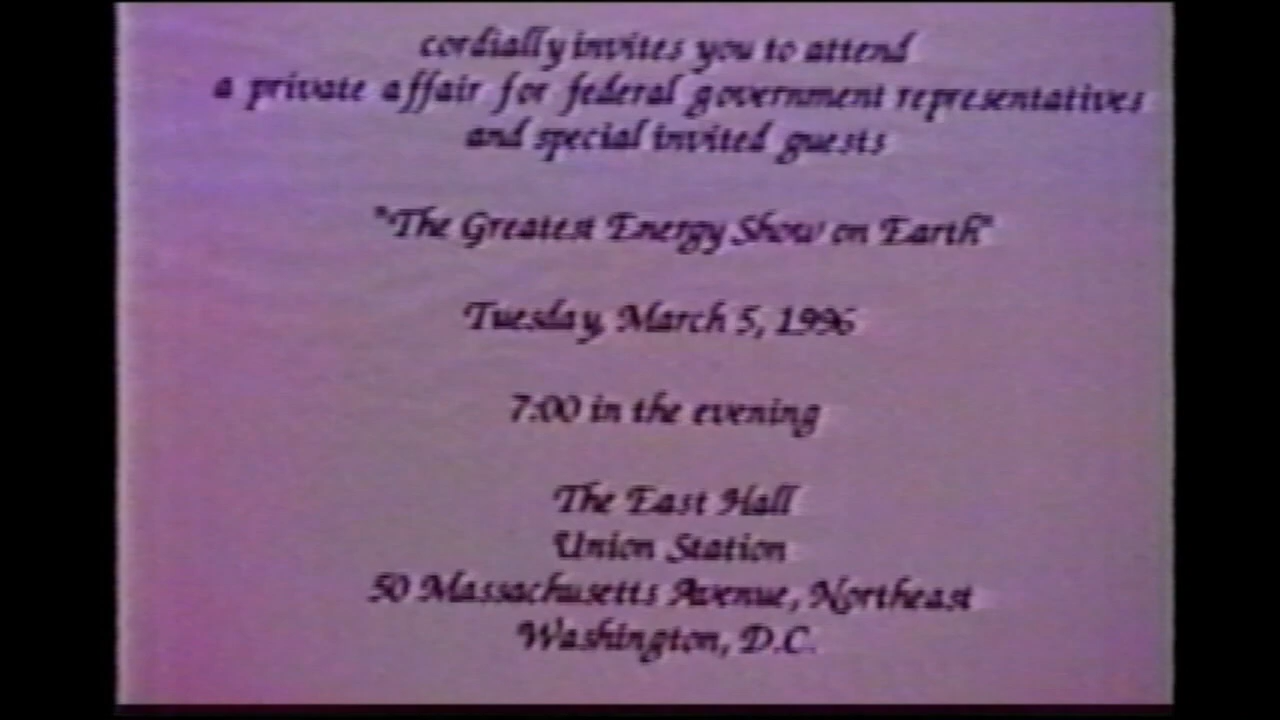 cordially invites you to attend
a private affair for federal government representatives
and special invited guests
"The Greatest Energy Show on Earth"
Tuesday, March 5, 1996
7:00 in the evening
The East Hall
Union Station
50 Massachusetts Avenue, Northeast
Washington, D.C.